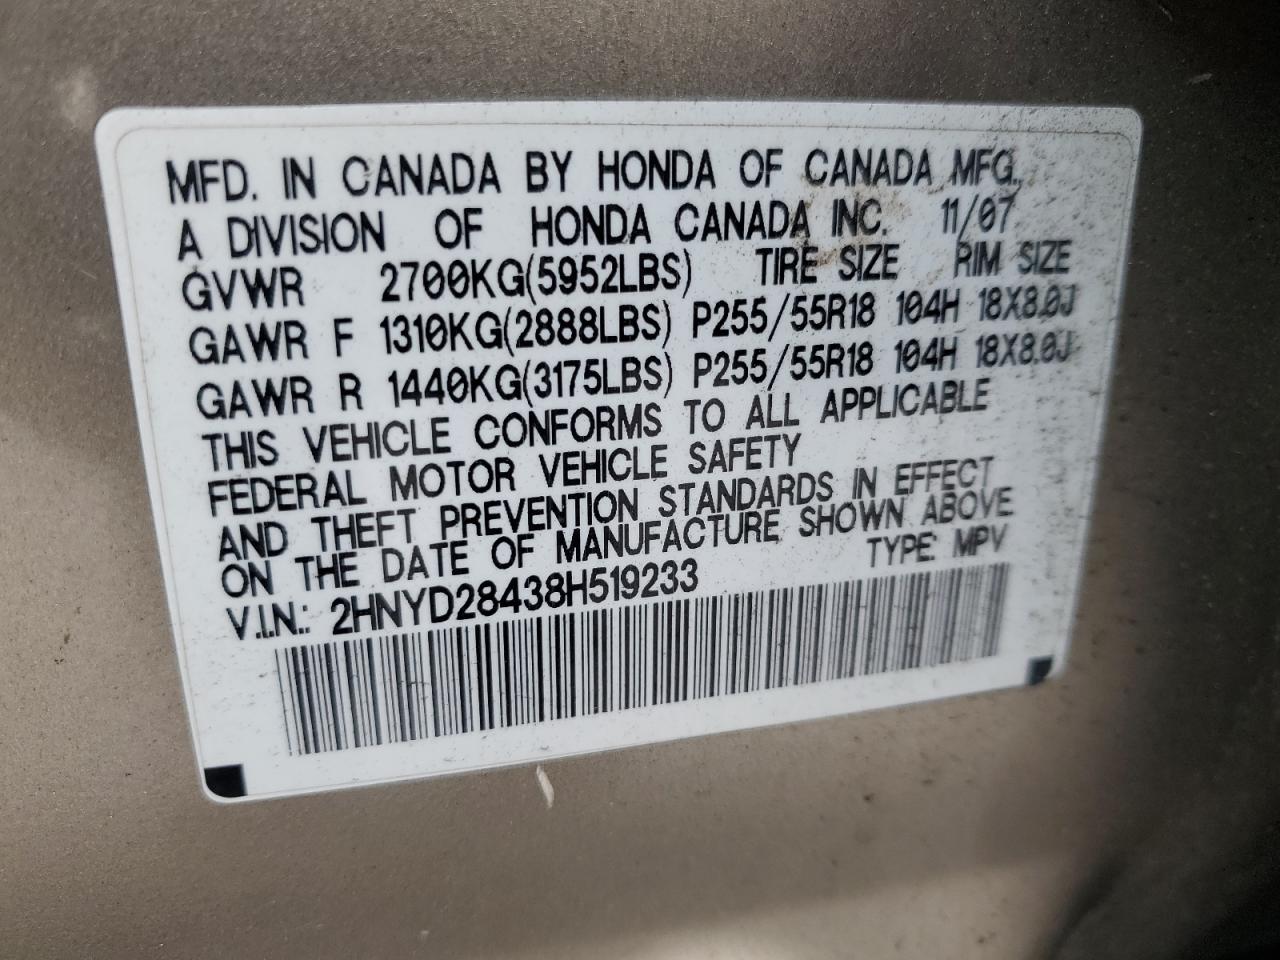 MFD. IN CANADA BY HONDA OF CANADA MFG.,
A DIVISION OF HONDA CANADA INC. 11/07
GVWR 2700KG(5952LBS) TIRE SIZE RIM SIZE
GAWR F 1310KG(2888LBS) P255/55R18 104H 18X8.0J
GAWR R 1440KG(3175LBS) P255/55R18 104H 18X8.0J
THIS VEHICLE CONFORMS TO ALL APPLICABLE
FEDERAL MOTOR VEHICLE SAFETY
AND THEFT PREVENTION STANDARDS IN EFFECT
ON THE DATE OF MANUFACTURE SHOWN ABOVE
V.I.N.: 2HNYD28438H519233 TYPE: MPV